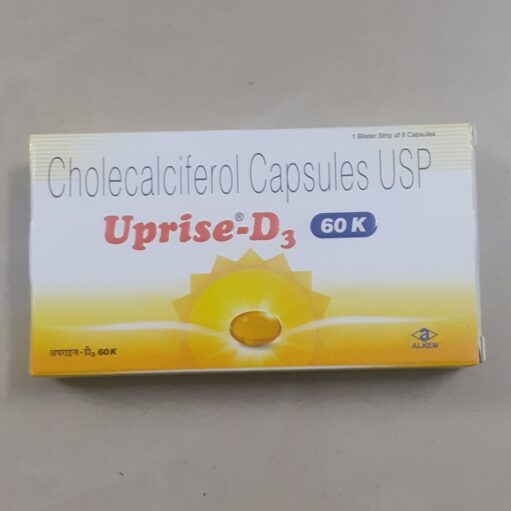 1 Blister Strip of 8 Capsules
Cholecalciferol Capsules USP
Uprise®-D3 60 K
अपराइज-डी3 60K
a
ALKEM